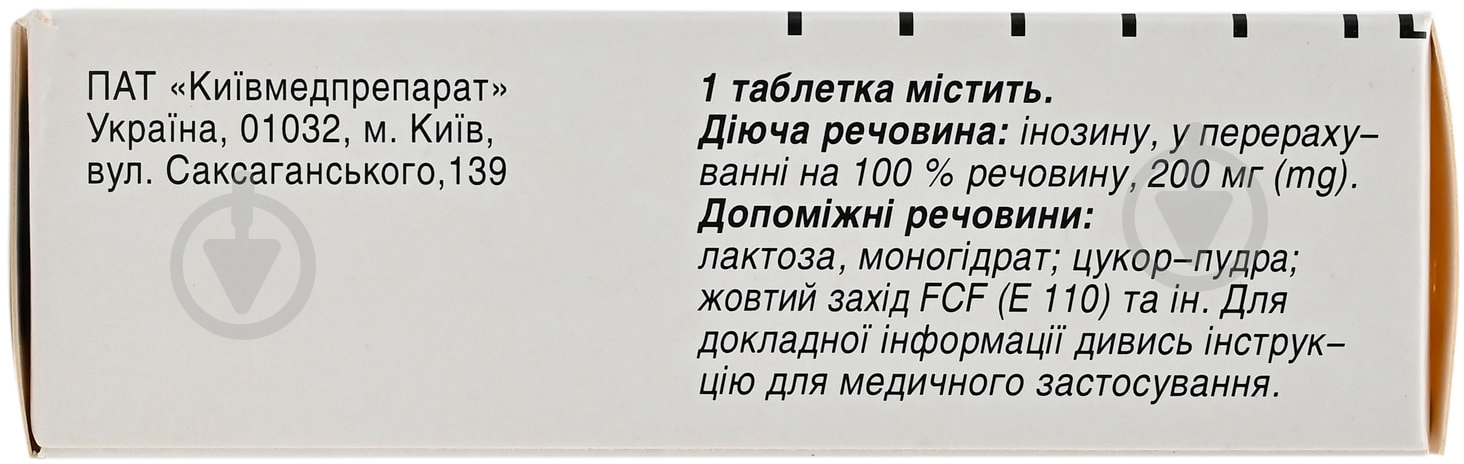 ПАТ «Київмедпрепарат»
Україна, 01032, м. Київ,
вул. Саксаганського,139
1 таблетка містить.
Діюча речовина: інозину, у перераху–
ванні на 100 % речовину, 200 мг (mg).
Допоміжні речовини:
лактоза, моногідрат; цукор–пудра;
жовтий захід FCF (E 110) та ін. Для
докладної інформації дивись інструк–
цію для медичного застосування.